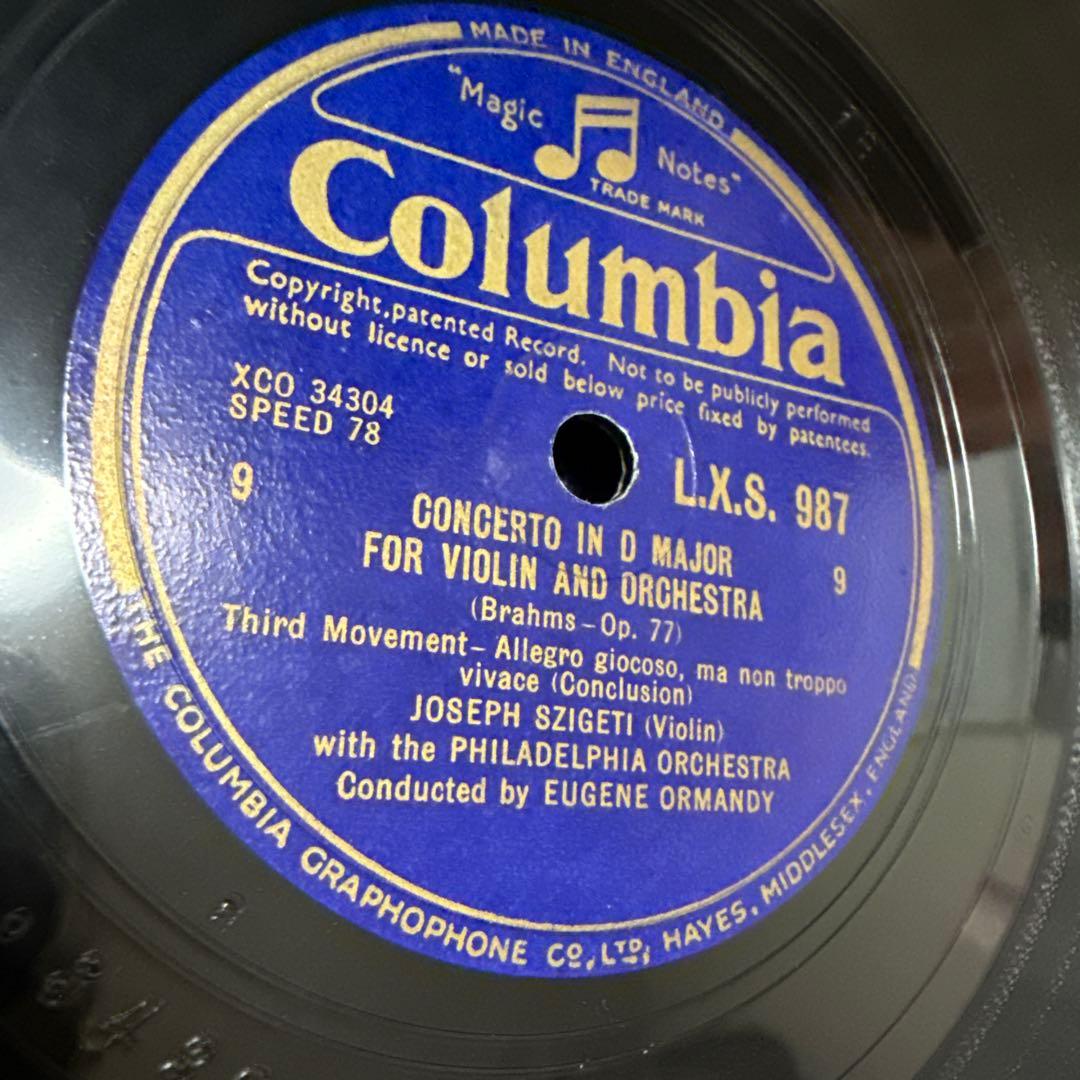 MADE IN ENGLAND
"Magic Notes"
TRADE MARK
Columbia
Copyright, patented Record. Not to be publicly performed
without licence or sold below price fixed by patentees.
XCO 34304
SPEED 78
L.X.S. 987
9
9
CONCERTO IN D MAJOR
FOR VIOLIN AND ORCHESTRA
(Brahms - Op. 77)
Third Movement - Allegro giocoso, ma non troppo
vivace (Conclusion)
JOSEPH SZIGETI (Violin)
with the PHILADELPHIA ORCHESTRA
Conducted by EUGENE ORMANDY
THE COLUMBIA GRAPHOPHONE CO., LTD., HAYES, MIDDLESEX, ENGLAND